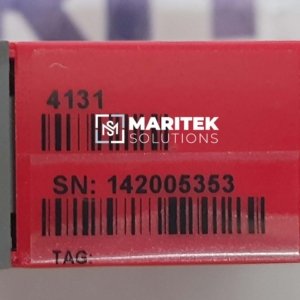 4131
MARITEK
SOLUTIONS
SN: 142005353
TAG: